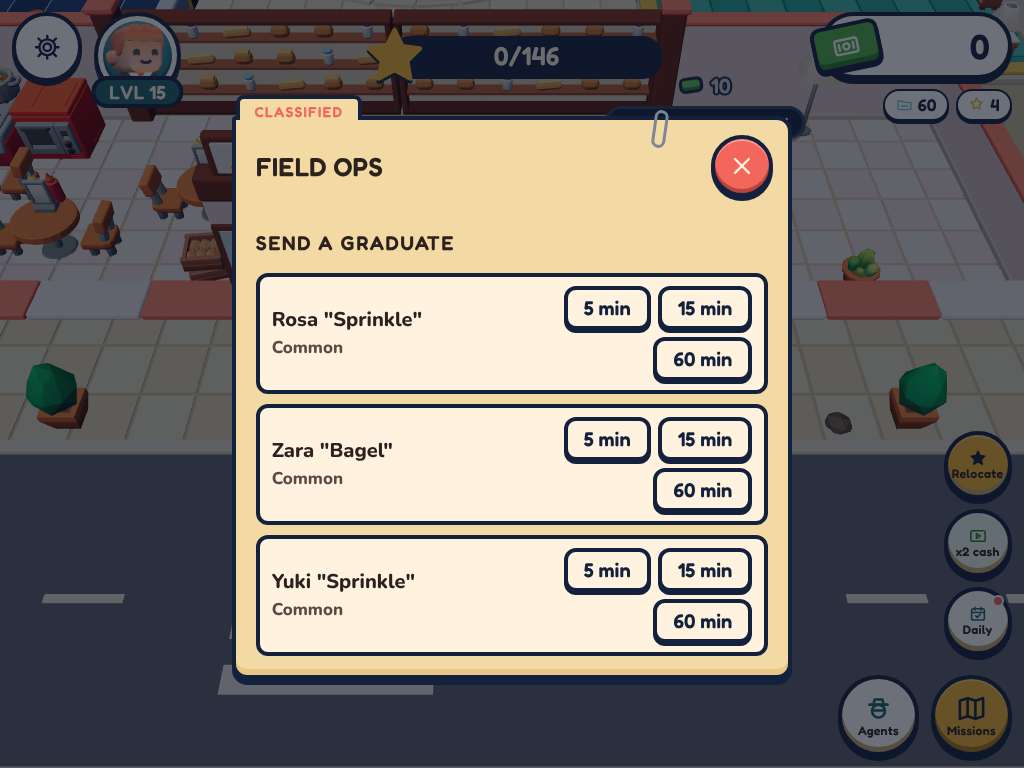 LVL 15
0/146
0
10
60
4
CLASSIFIED
FIELD OPS
SEND A GRADUATE
Rosa "Sprinkle"
Common
5 min
15 min
60 min
Zara "Bagel"
Common
5 min
15 min
60 min
Yuki "Sprinkle"
Common
5 min
15 min
60 min
Relocate
x2 cash
Daily
Agents
Missions